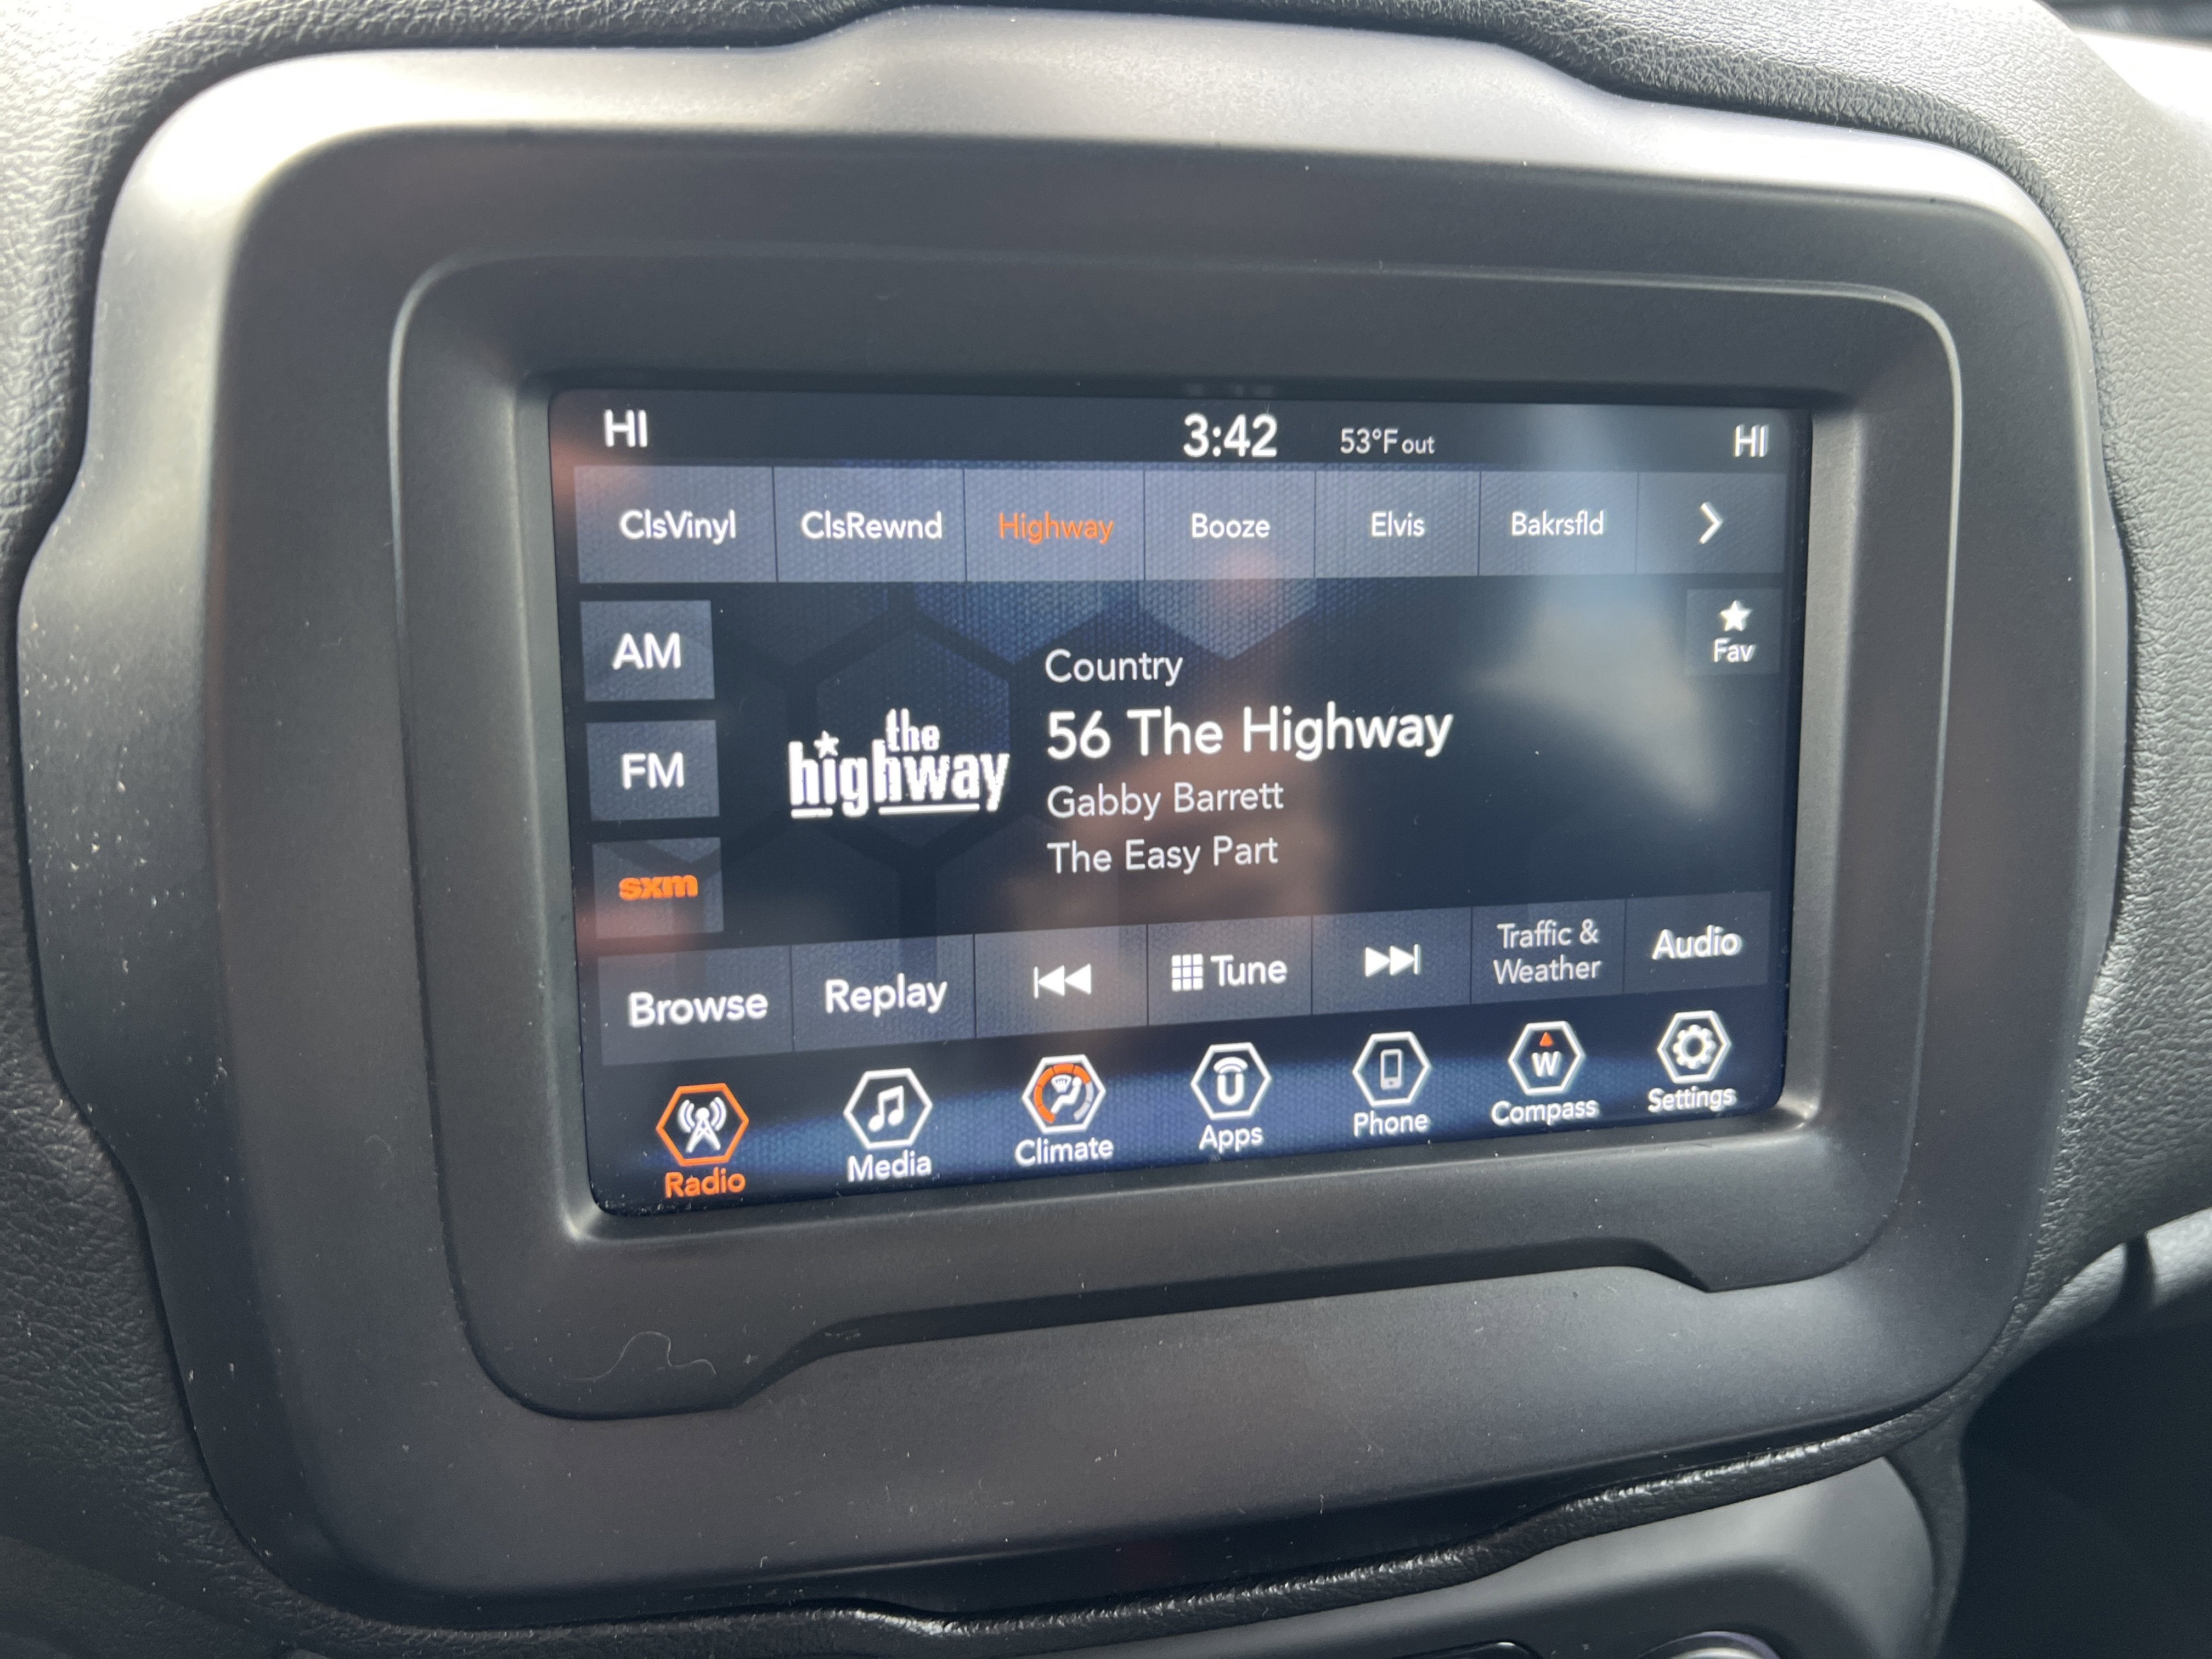 HI 3:42 53°F out HI
ClsVinyl ClsRewnd Highway Booze Elvis Bakrsfld
AM
Fav
Country
the highway
56 The Highway
FM
Gabby Barrett
The Easy Part
sxm
Browse Replay Tune Traffic & Weather Audio
W
Radio Media Climate Apps Phone Compass Settings